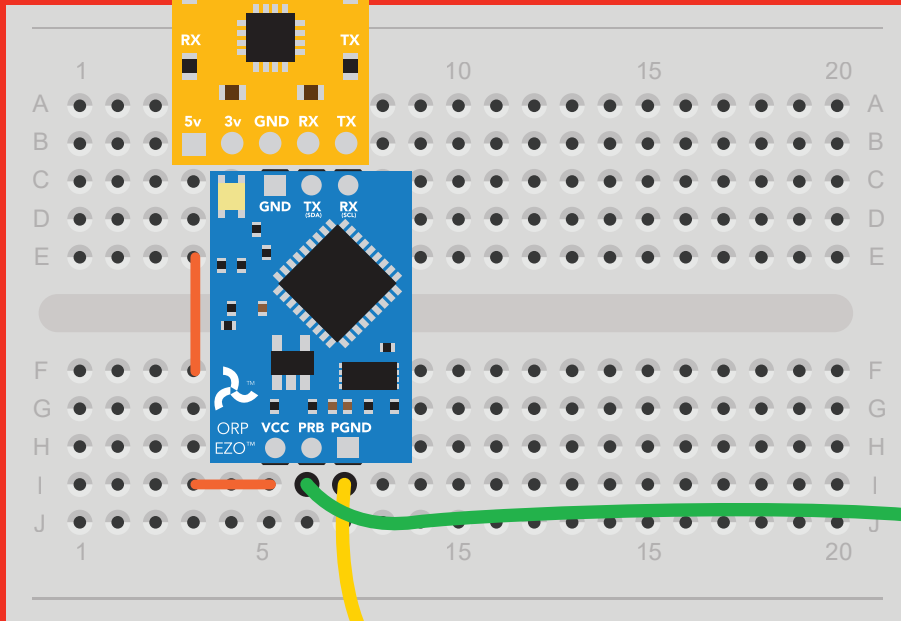 RX TX
1 10 15 20
A A
5v 3v GND RX TX
B B
C C
GND TX RX
(SDA) (SCL)
D D
E E
F F
TM
G G
ORP VCC PRB PGND
EZO™
H H
I I
J J
1 5 15 15 20